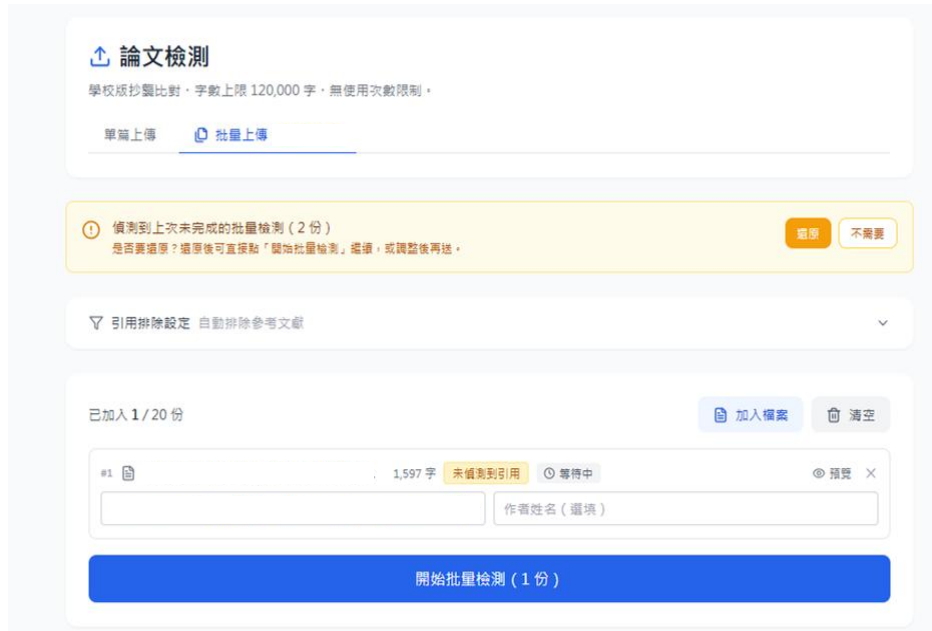 論文檢測
學校版抄襲比對・字數上限 120,000 字・無使用次數限制。
單篇上傳 批量上傳
偵測到上次未完成的批量檢測(2 份)
是否要還原?還原後可直接點「開始批量檢測」繼續,或調整後再送。
還原 不需要
引用排除設定 自動排除參考文獻
已加入 1 / 20 份 加入檔案 清空
#1 1,597 字 未偵測到引用 等待中 預覽
作者姓名(選填)
開始批量檢測(1 份)